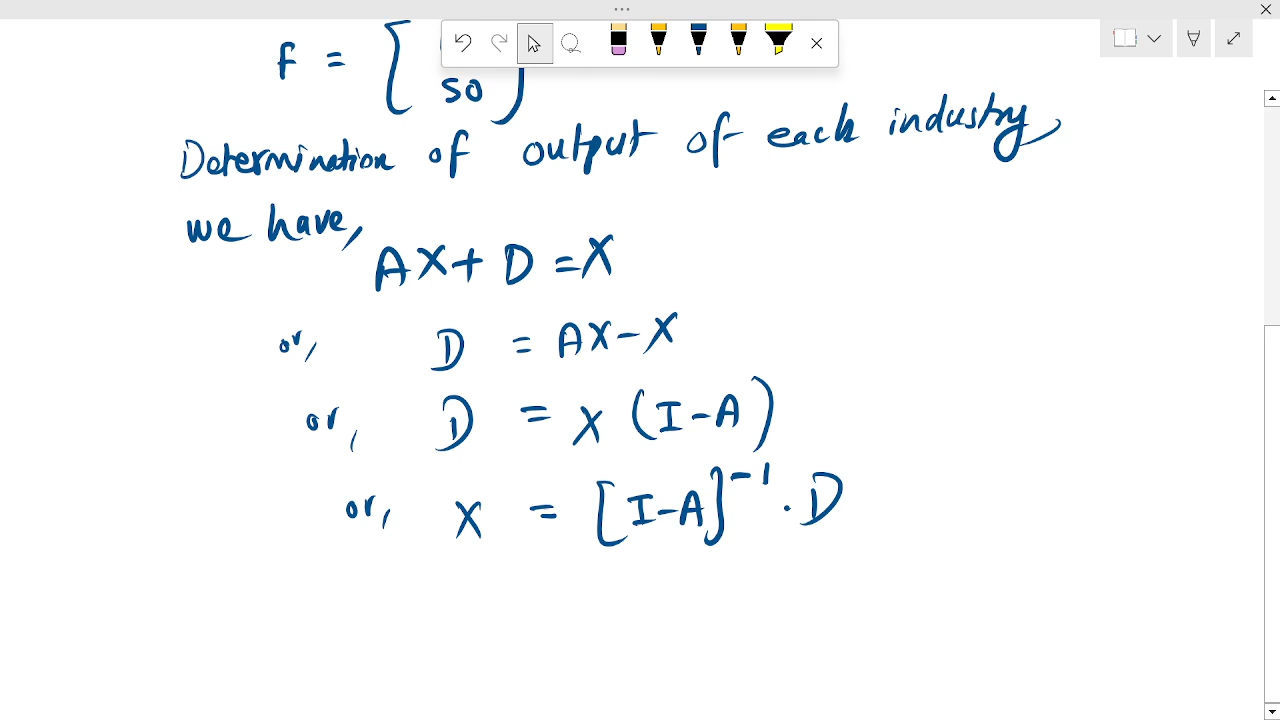 F = [
50 ]
Determination of output of each industry
we have,
AX + D = X
or, D = AX - X
or, D = X (I - A)
or, X = [I - A]⁻¹ . D